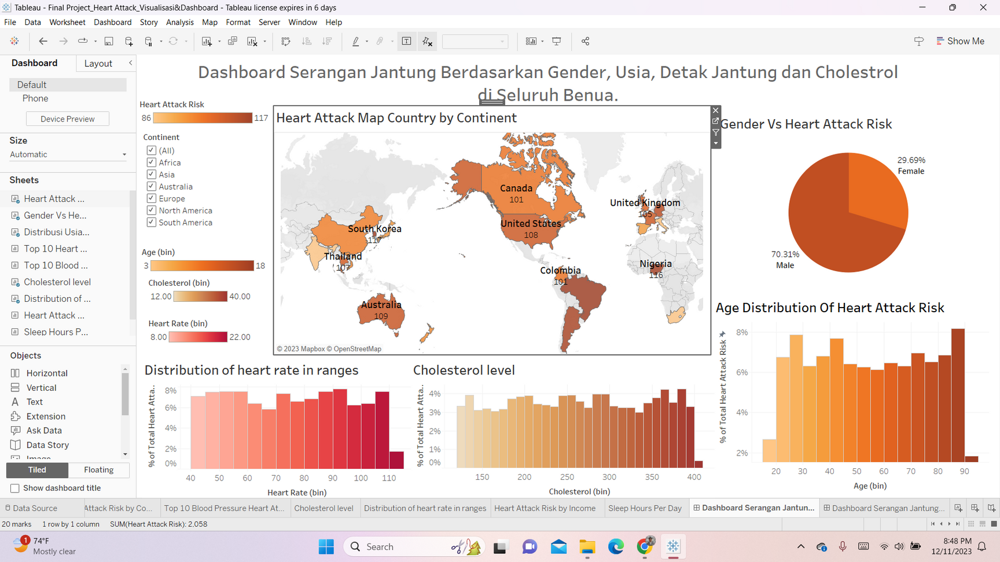 Tableau - Final Project_Heart Attack_Visualisasi&Dashboard - Tableau license expires in 6 days
File Data Worksheet Dashboard Story Analysis Map Format Server Window Help
Show Me
Dashboard Layout
Default
Phone
Device Preview
Size
Automatic
Sheets
Heart Attack ...
Gender Vs He...
Distribusi Usia...
Top 10 Heart ...
Top 10 Blood ...
Cholesterol level
Distribution of ...
Heart Attack ...
Sleep Hours P...
Objects
Horizontal
Vertical
Text
Extension
Ask Data
Data Story
Image
Tiled Floating
Show dashboard title
Dashboard Serangan Jantung Berdasarkan Gender, Usia, Detak Jantung dan Cholestrol
di Seluruh Benua.
Heart Attack Risk
86 117
Continent
(All)
Africa
Asia
Australia
Europe
North America
South America
Age (bin)
3 18
Cholesterol (bin)
12.00 40.00
Heart Rate (bin)
8.00 22.00
Heart Attack Map Country by Continent
Canada
101
United Kingdom
105
United States
108
South Korea
117
Thailand
107
Colombia
101
Nigeria
116
Australia
109
© 2023 Mapbox © OpenStreetMap
Gender Vs Heart Attack Risk
29.69%
Female
70.31%
Male
Age Distribution Of Heart Attack Risk
% of Total Heart Attack Risk
8%
6%
4%
2%
20 30 40 50 60 70 80 90
Age (bin)
Distribution of heart rate in ranges
% of Total Heart Atta..
8%
6%
4%
2%
0%
40 50 60 70 80 90 100 110
Heart Rate (bin)
Cholesterol level
% of Total Heart Atta..
4%
3%
2%
1%
0%
150 200 250 300 350 400
Cholesterol (bin)
Data Source Attack Risk by Co... Top 10 Blood Pressure Heart At... Cholesterol level Distribution of heart rate in ranges Heart Attack Risk by Income Sleep Hours Per Day Dashboard Serangan Jantun... Dashboard Serangan Jantung...
20 marks 1 row by 1 column SUM(Heart Attack Risk): 2,058
1
74°F
Mostly clear
Search
8:48 PM
12/11/2023